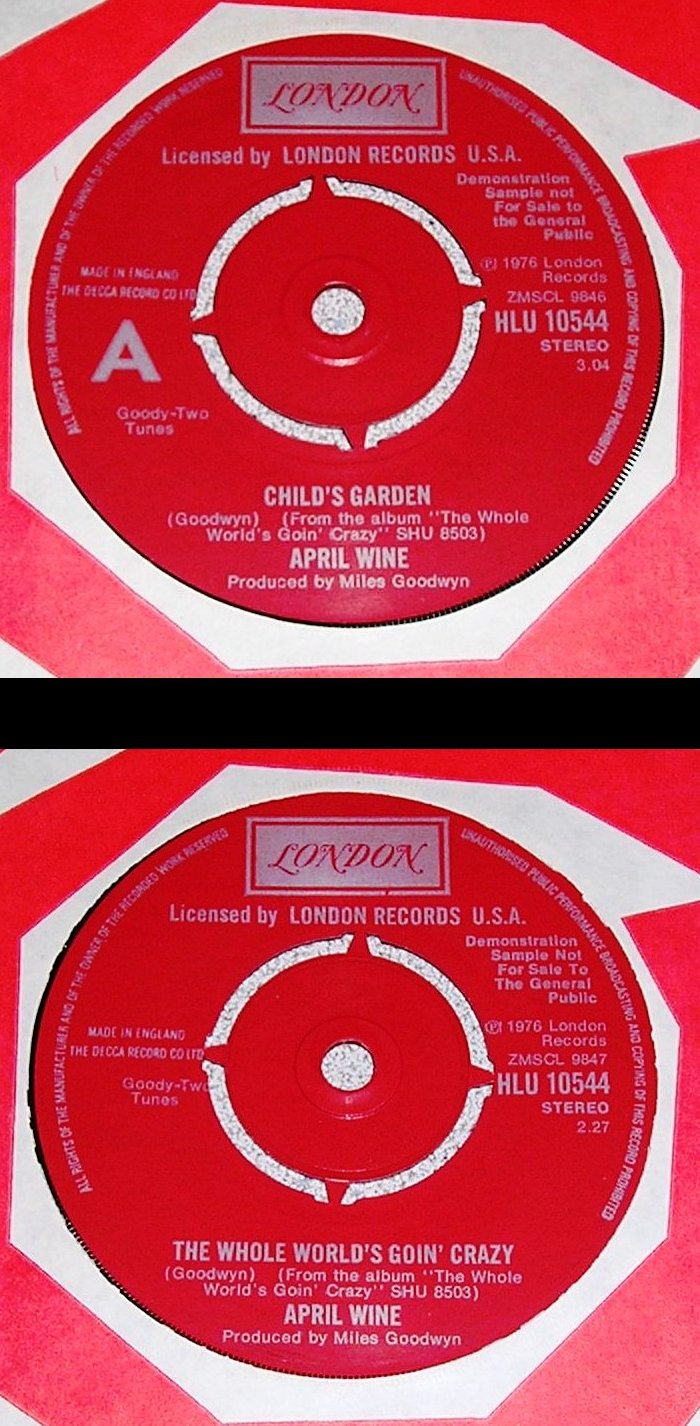 LONDON
Licensed by LONDON RECORDS U.S.A.
ALL RIGHTS OF THE MANUFACTURER AND OF THE OWNER OF THE RECORDED WORK RESERVED
UNAUTHORISED PUBLIC PERFORMANCE BROADCASTING AND COPYING OF THIS RECORD PROHIBITED
Demonstration
Sample not
For Sale to
the General
Public
MADE IN ENGLAND
THE DECCA RECORD CO LTD
Ⓟ 1976 London
Records
ZMSCL 9846
HLU 10544
STEREO
3.04
A
Goody-Two
Tunes
CHILD'S GARDEN
(Goodwyn) (From the album "The Whole
World's Goin' Crazy" SHU 8503)
APRIL WINE
Produced by Miles Goodwyn
LONDON
Licensed by LONDON RECORDS U.S.A.
ALL RIGHTS OF THE MANUFACTURER AND OF THE OWNER OF THE RECORDED WORK RESERVED
UNAUTHORISED PUBLIC PERFORMANCE BROADCASTING AND COPYING OF THIS RECORD PROHIBITED
Demonstration
Sample Not
For Sale To
The General
Public
MADE IN ENGLAND
THE DECCA RECORD CO LTD
Ⓟ 1976 London
Records
ZMSCL 9847
HLU 10544
STEREO
2.27
Goody-Two
Tunes
THE WHOLE WORLD'S GOIN' CRAZY
(Goodwyn) (From the album "The Whole
World's Goin' Crazy" SHU 8503)
APRIL WINE
Produced by Miles Goodwyn